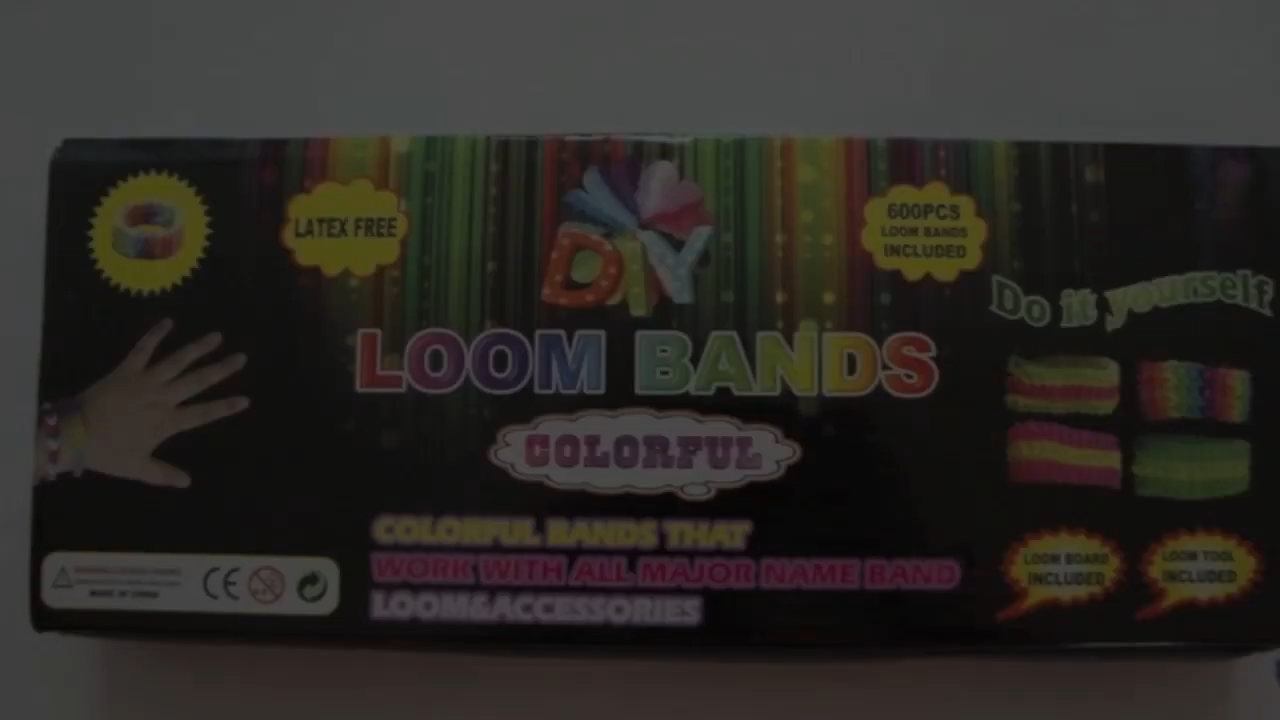 LATEX FREE
DIY
600PCS
LOOM BANDS
INCLUDED
Do it yourself
LOOM BANDS
COLORFUL
COLORFUL BANDS THAT
WORK WITH ALL MAJOR NAME BAND
LOOM&ACCESSORIES
LOOM BOARD
INCLUDED
LOOM TOOL
INCLUDED
MADE IN CHINA
CE